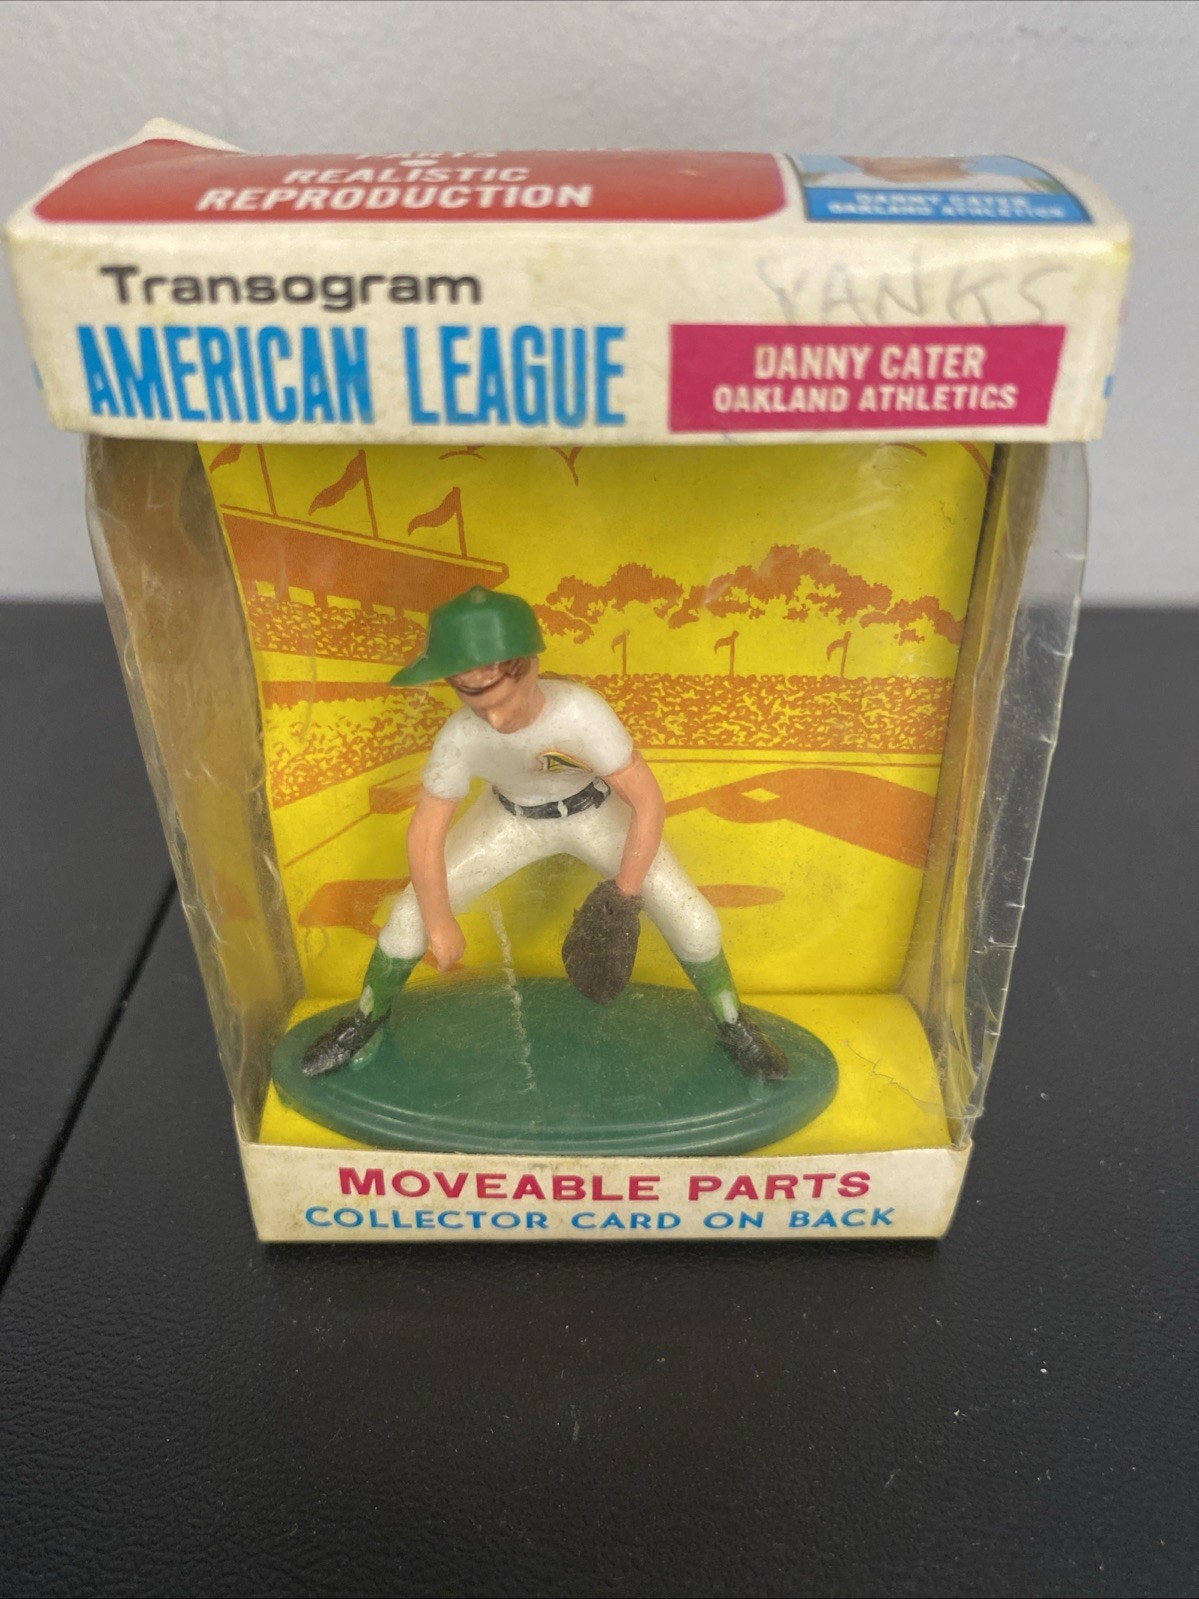 PARTS
REALISTIC
REPRODUCTION
DANNY CATER
OAKLAND ATHLETICS
Transogram
YANKS
AMERICAN LEAGUE
DANNY CATER
OAKLAND ATHLETICS
MOVEABLE PARTS
COLLECTOR CARD ON BACK